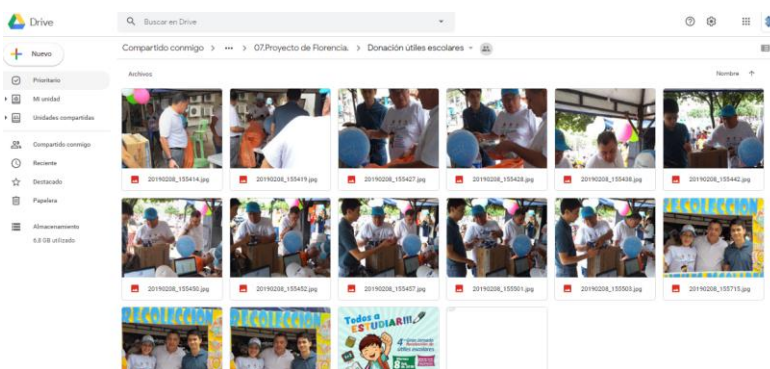 Drive
Buscar en Drive
Nuevo
Compartido conmigo > ... > 07.Proyecto de Florencia. > Donación útiles escolares
Prioritario
Mi unidad
Unidades compartidas
Compartido conmigo
Reciente
Destacado
Papelera
Almacenamiento
6,8 GB utilizado
Archivos
Nombre
20190208_155414.jpg
20190208_155419.jpg
20190208_155427.jpg
20190208_155428.jpg
20190208_155438.jpg
20190208_155442.jpg
20190208_155450.jpg
20190208_155452.jpg
20190208_155457.jpg
20190208_155501.jpg
20190208_155503.jpg
20190208_155715.jpg
RECOLECCION
RECOLECCION
Todos a
ESTUDIAR!!!
útiles escolares